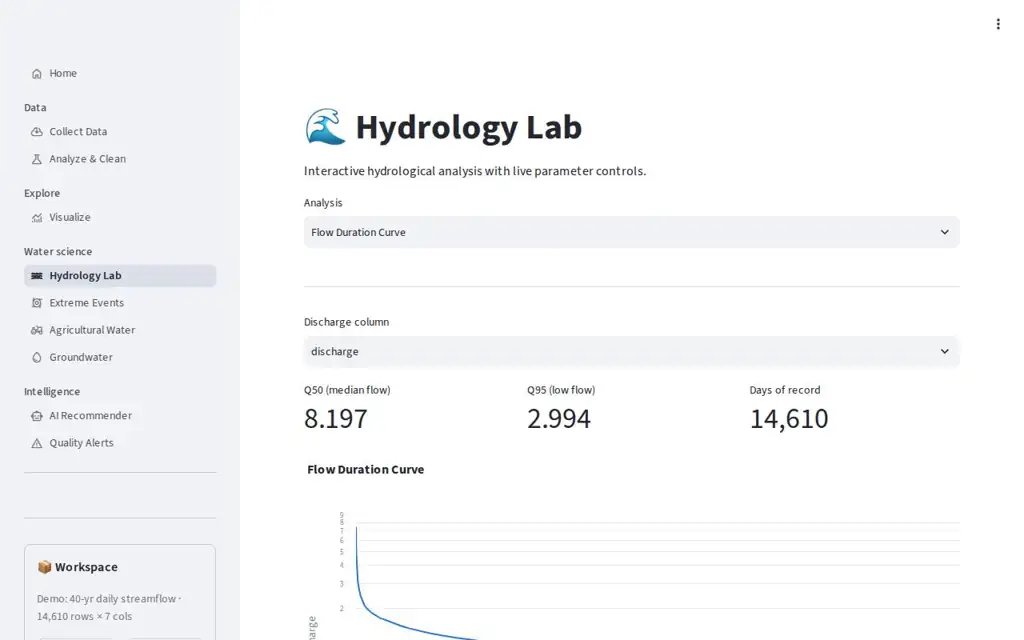 Home
Data
Collect Data
Analyze & Clean
Explore
Visualize
Water science
Hydrology Lab
Extreme Events
Agricultural Water
Groundwater
Intelligence
AI Recommender
Quality Alerts
Workspace
Demo: 40-yr daily streamflow ·
14,610 rows × 7 cols
Hydrology Lab
Interactive hydrological analysis with live parameter controls.
Analysis
Flow Duration Curve
Discharge column
discharge
Q50 (median flow)
8.197
Q95 (low flow)
2.994
Days of record
14,610
Flow Duration Curve
9
8
7
6
5
4
3
2